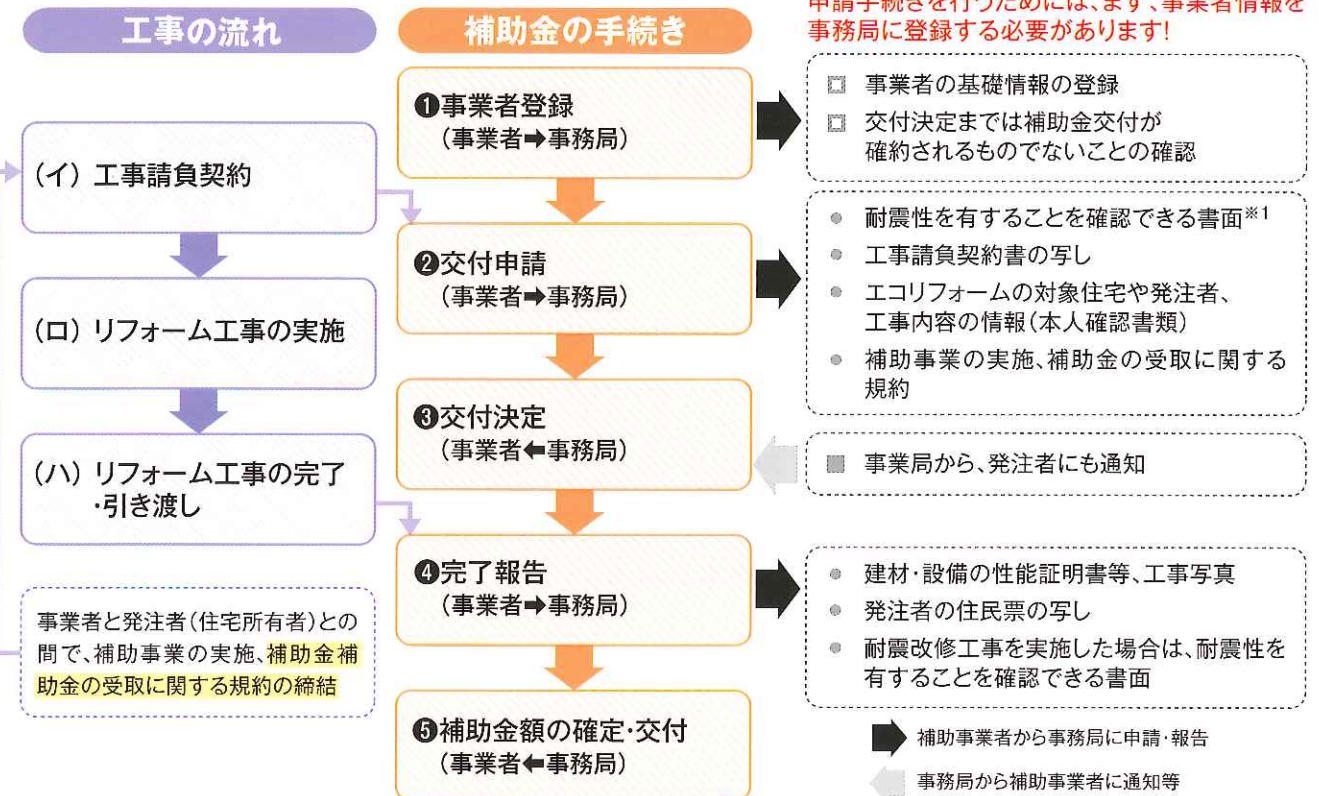 工事の流れ
(イ) 工事請負契約
(ロ) リフォーム工事の実施
(ハ) リフォーム工事の完了
・引き渡し
事業者と発注者(住宅所有者)との
間で、補助事業の実施、補助金補
助金の受取に関する規約の締結
補助金の手続き
❶事業者登録
(事業者➡事務局)
❷交付申請
(事業者➡事務局)
❸交付決定
(事業者⬅事務局)
❹完了報告
(事業者➡事務局)
❺補助金額の確定・交付
(事業者⬅事務局)
申請手続きを行うためには、まず、事業者情報を
事務局に登録する必要があります!
事業者の基礎情報の登録
交付決定までは補助金交付が
確約されるものでないことの確認
耐震性を有することを確認できる書面※1
工事請負契約書の写し
エコリフォームの対象住宅や発注者、
工事内容の情報(本人確認書類)
補助事業の実施、補助金の受取に関する
規約
事業局から、発注者にも通知
建材・設備の性能証明書等、工事写真
発注者の住民票の写し
耐震改修工事を実施した場合は、耐震性を
有することを確認できる書面
補助事業者から事務局に申請・報告
事務局から補助事業者に通知等